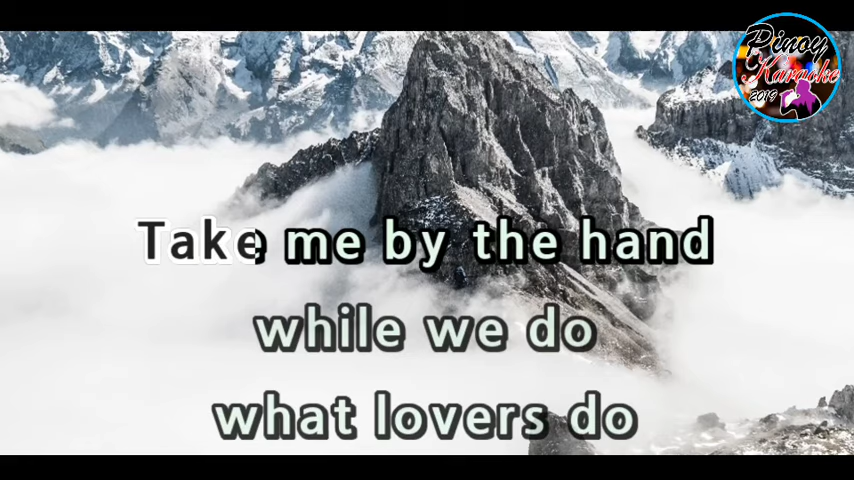 Pinoy
Karaoke
2019
Take me by the hand
while we do
what lovers do